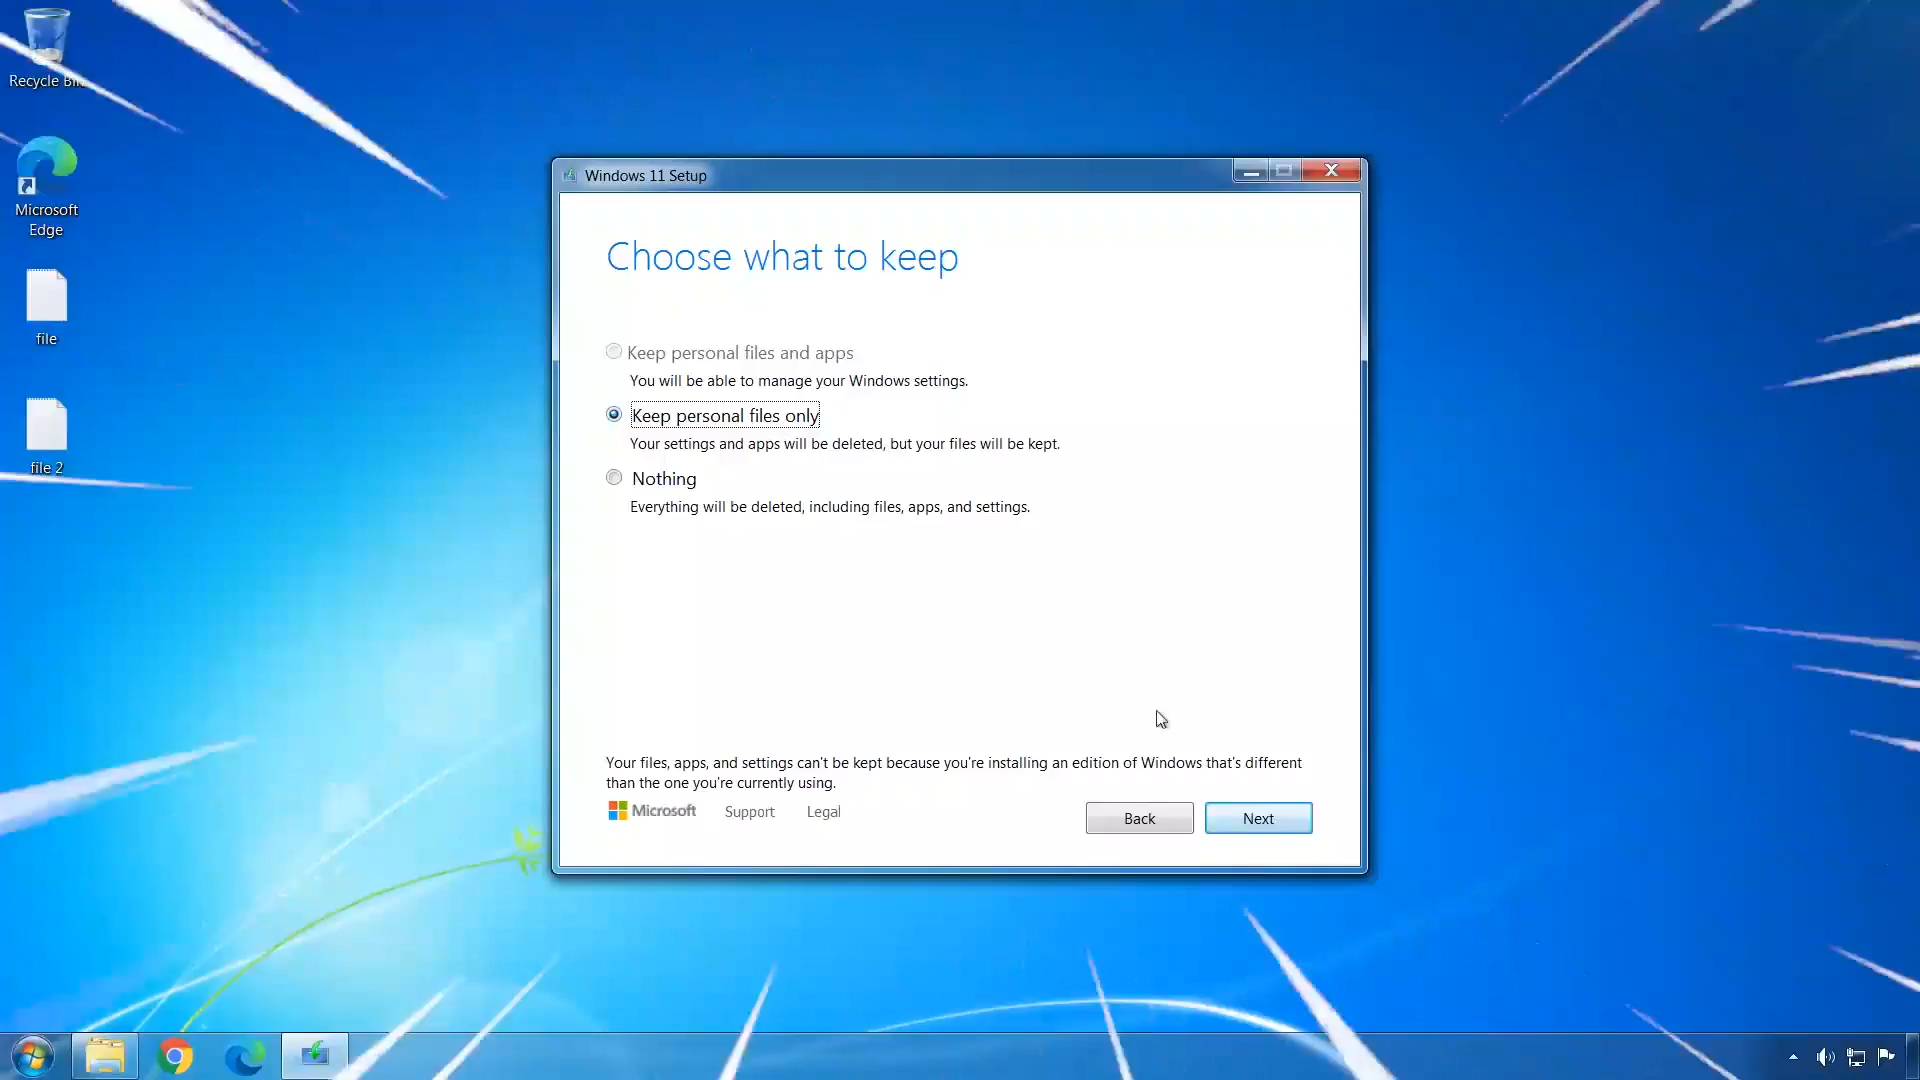 Recycle Bin
Microsoft
Edge
file
file 2
Windows 11 Setup
Choose what to keep
Keep personal files and apps
You will be able to manage your Windows settings.
Keep personal files only
Your settings and apps will be deleted, but your files will be kept.
Nothing
Everything will be deleted, including files, apps, and settings.
Your files, apps, and settings can't be kept because you're installing an edition of Windows that's different
than the one you're currently using.
Microsoft Support Legal
Back Next